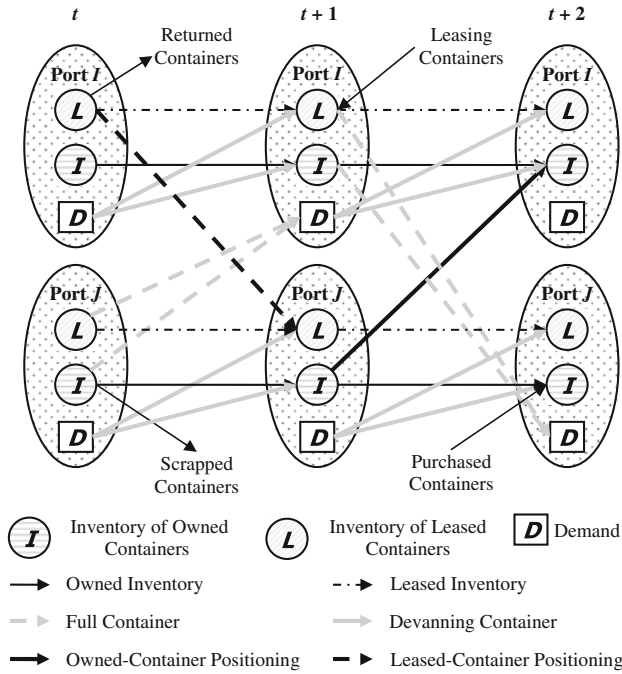 t t + 1 t + 2
Returned Containers
Leasing Containers
Port I Port I Port I
L L L
I I I
D D D
Port J Port J Port J
L L L
I I I
D D D
Scrapped Containers
Purchased Containers
I Inventory of Owned Containers
L Inventory of Leased Containers
D Demand
Owned Inventory
Leased Inventory
Full Container
Devanning Container
Owned-Container Positioning
Leased-Container Positioning